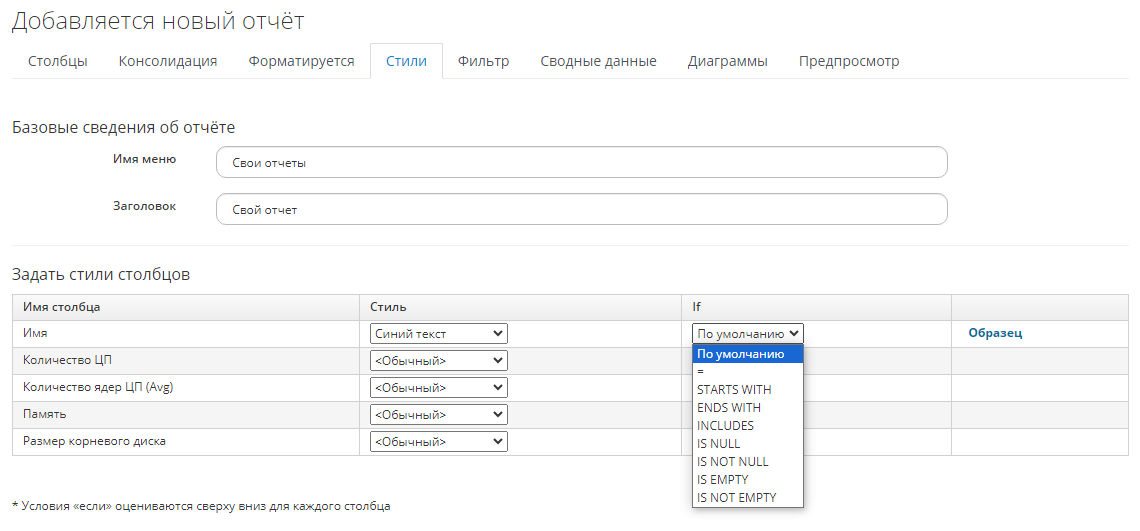 Добавляется новый отчёт
Столбцы Консолидация Форматируется Стили Фильтр Сводные данные Диаграммы Предпросмотр
Базовые сведения об отчёте
Имя меню Свои отчеты
Заголовок Свой отчет
Задать стили столбцов
Имя столбца Стиль If
Имя Синий текст По умолчанию Образец
Количество ЦП <Обычный> По умолчанию
=
Количество ядер ЦП (Avg) <Обычный> STARTS WITH
ENDS WITH
Память <Обычный> INCLUDES
Размер корневого диска <Обычный> IS NULL
IS NOT NULL
IS EMPTY
IS NOT EMPTY
* Условия «если» оцениваются сверху вниз для каждого столбца